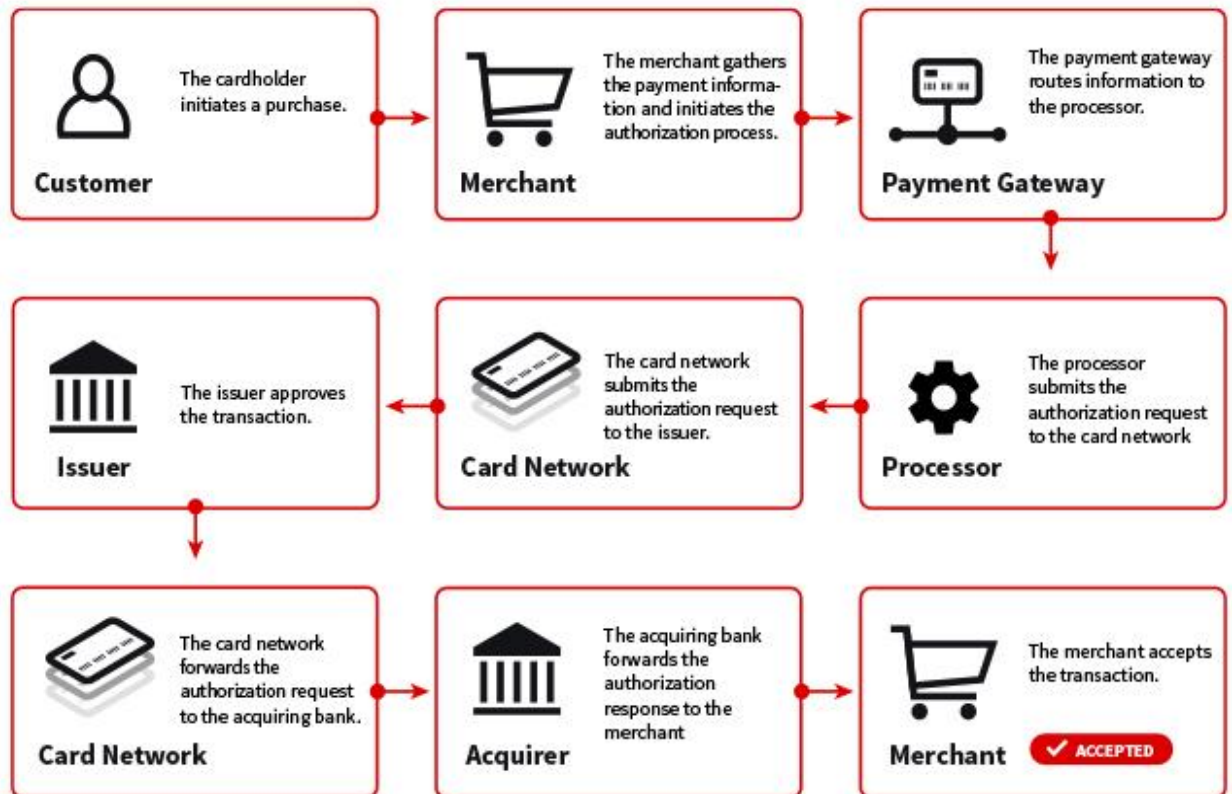 The cardholder
initiates a purchase.
Customer
The merchant gathers
the payment informa-
tion and initiates the
authorization process.
Merchant
The payment gateway
routes information to
the processor.
Payment Gateway
The issuer approves
the transaction.
Issuer
The card network
submits the
authorization request
to the issuer.
Card Network
The processor
submits the
authorization request
to the card network
Processor
The card network
forwards the
authorization request
to the acquiring bank.
Card Network
The acquiring bank
forwards the
authorization
response to the
merchant
Acquirer
The merchant accepts
the transaction.
Merchant
ACCEPTED